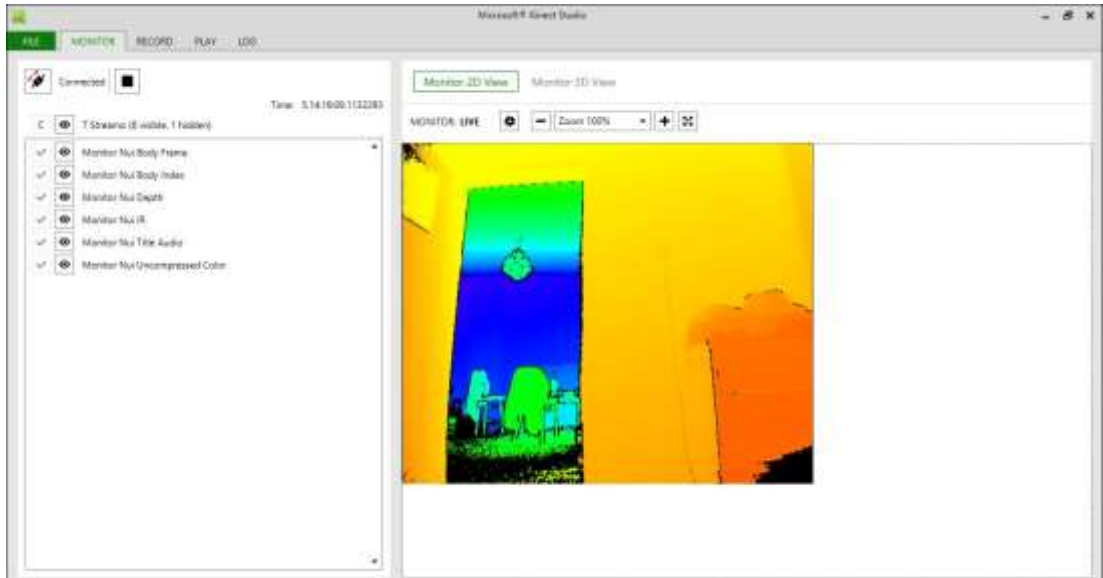 Microsoft® Kinect Studio
FILE MONITOR RECORD PLAY LOG
Connected
Time: 5.14:16:00.1132283
7 Streams (6 visible, 1 hidden)
Monitor Nui Body Frame
Monitor Nui Body Index
Monitor Nui Depth
Monitor Nui IR
Monitor Nui Title Audio
Monitor Nui Uncompressed Color
Monitor 2D View Monitor 3D View
MONITOR: LIVE Zoom 100%